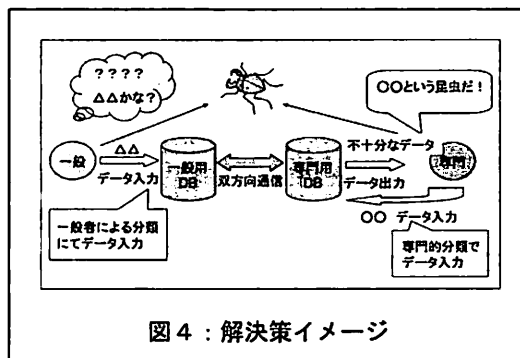 ？？？？
△△かな？
〇〇という昆虫だ！
一般
△△
データ入力
一般用
DB
双方向通信
専門用
DB
不十分なデータ
データ出力
専門
〇〇 データ入力
一般者による分類
にてデータ入力
専門的分類で
データ入力
図４：解決策イメージ